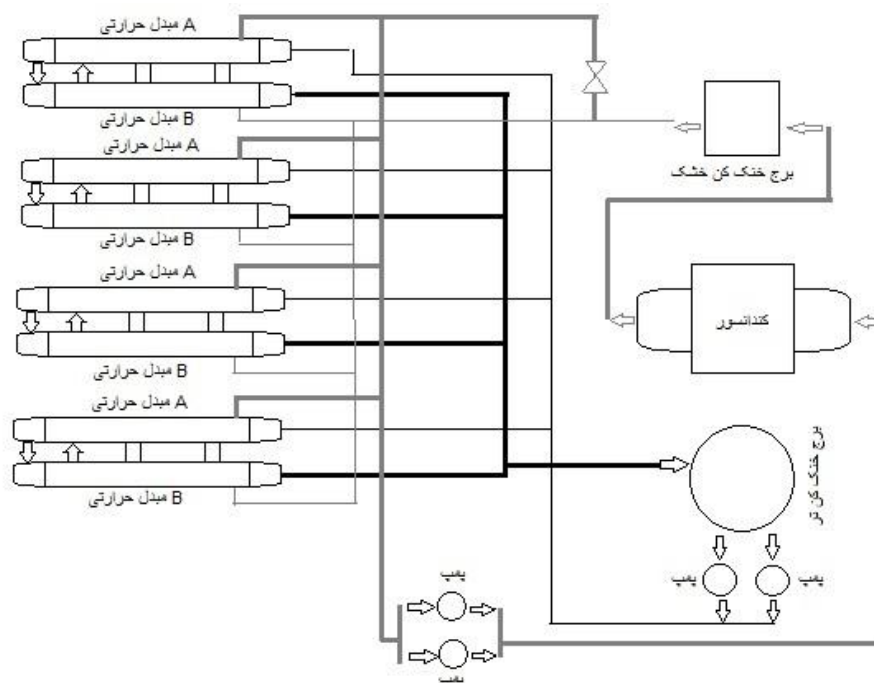 A مبدل حرارتی
B مبدل حرارتی
A مبدل حرارتی
B مبدل حرارتی
A مبدل حرارتی
B مبدل حرارتی
A مبدل حرارتی
B مبدل حرارتی
برج خنک کن خشک
کندانسور
برج خنک کن تر
پمپ
پمپ
پمپ
پمپ